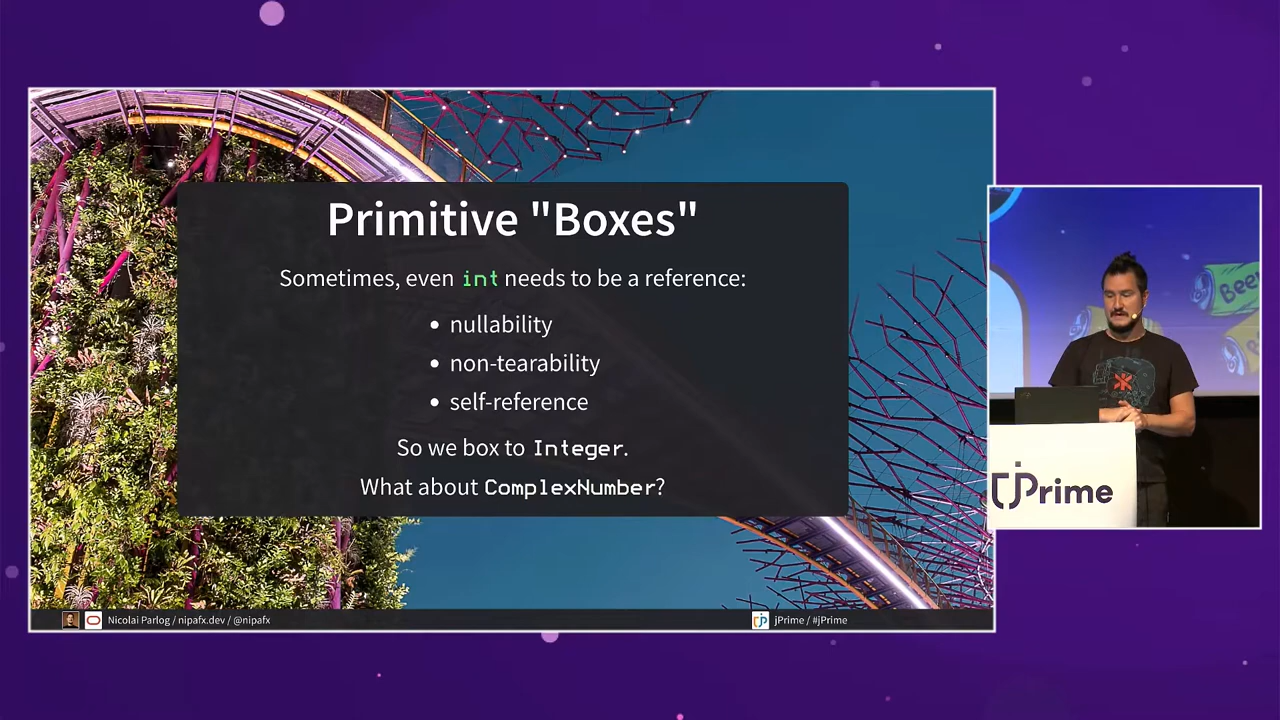 Primitive "Boxes"
Sometimes, even int needs to be a reference:
• nullability
• non-tearability
• self-reference
So we box to Integer.
What about ComplexNumber?
Nicolai Parlog / nipafx.dev / @nipafx
jPrime / #jPrime
Beer
jPrime